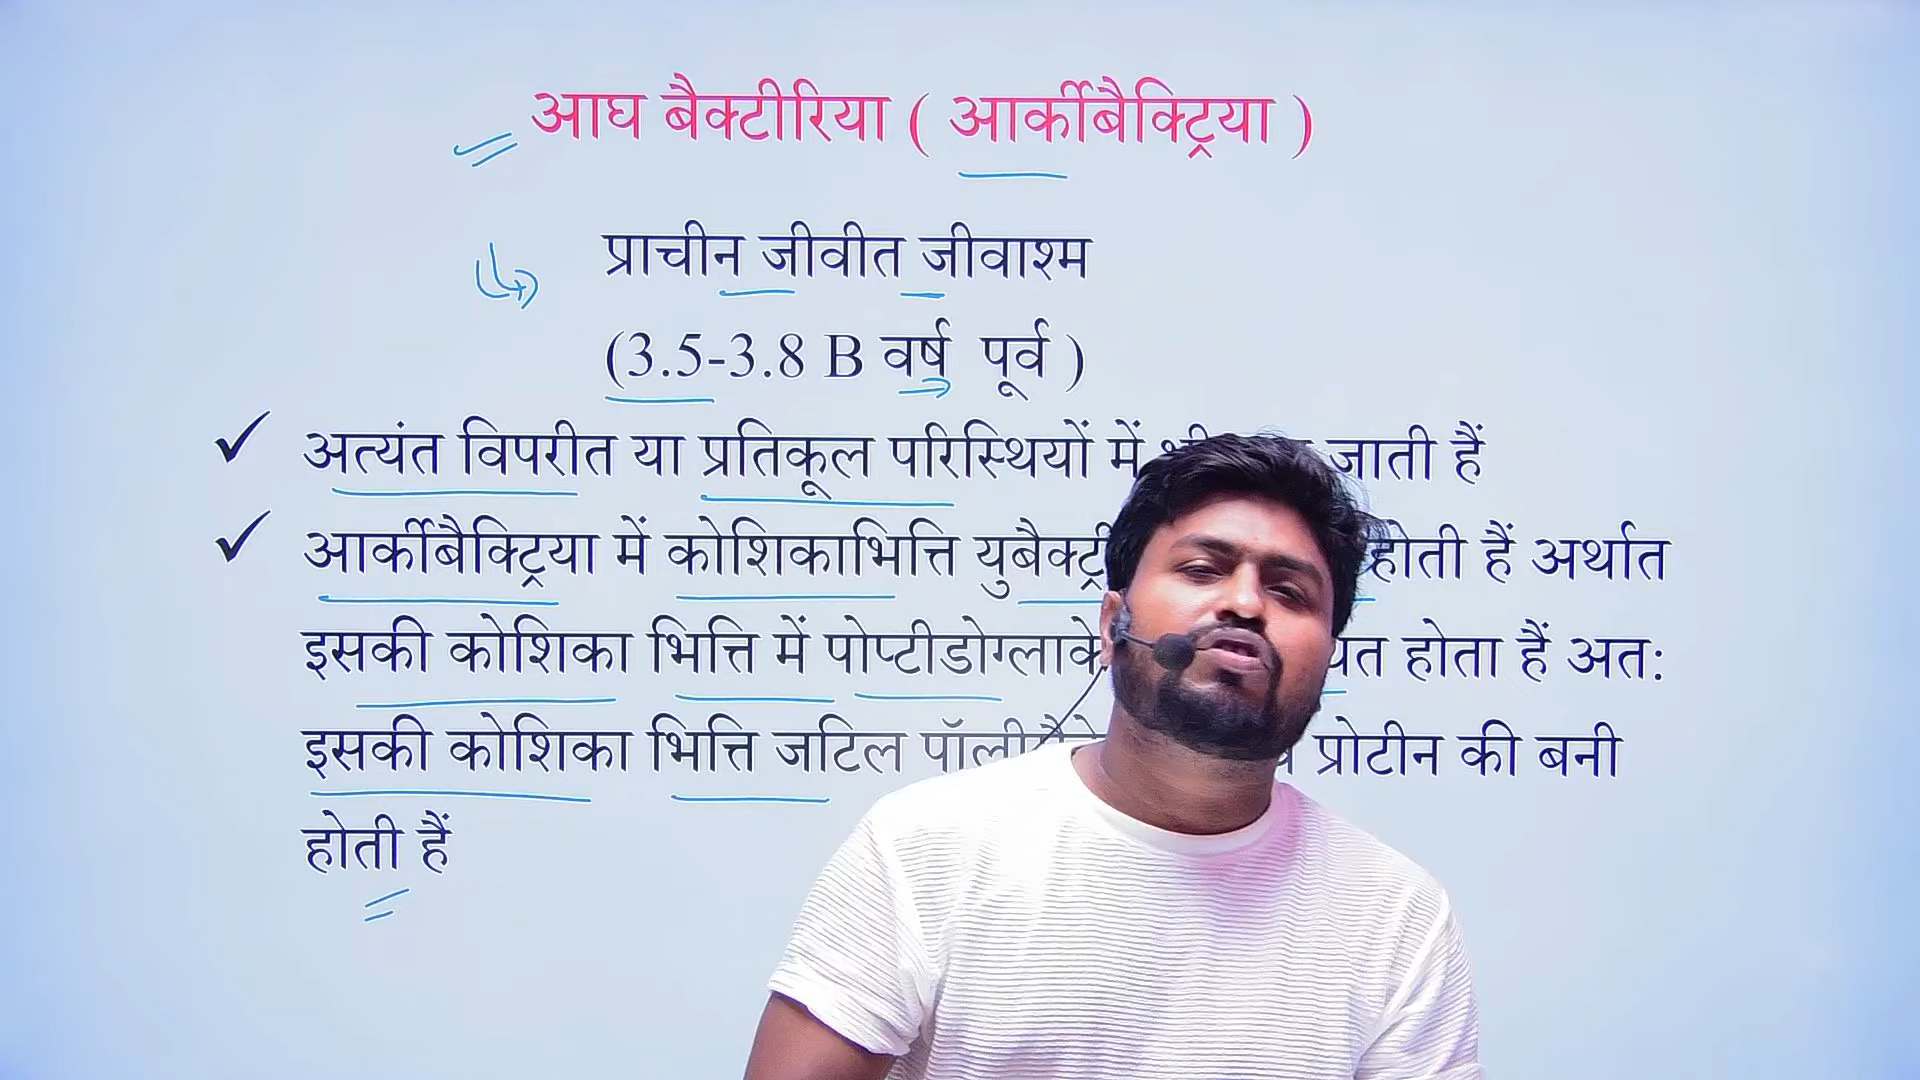 आघ बैक्टीरिया ( आर्कीबैक्ट्रिया )
प्राचीन जीवीत जीवाश्म
(3.5-3.8 B वर्ष पूर्व )
✓ अत्यंत विपरीत या प्रतिकूल परिस्थियों में जाती हैं
✓ आर्कीबैक्ट्रिया में कोशिकाभित्ति होती हैं अर्थात
इसकी कोशिका भित्ति में होता हैं अत:
इसकी कोशिका भित्ति जटिल प्रोटीन की बनी
होती हैं